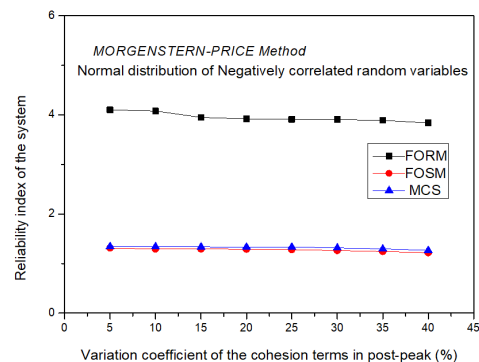 MORGENSTERN-PRICE Method
Normal distribution of Negatively correlated random variables
Reliability index of the system
6
4
2
0
FORM
FOSM
MCS
0 5 10 15 20 25 30 35 40 45
Variation coefficient of the cohesion terms in post-peak (%)